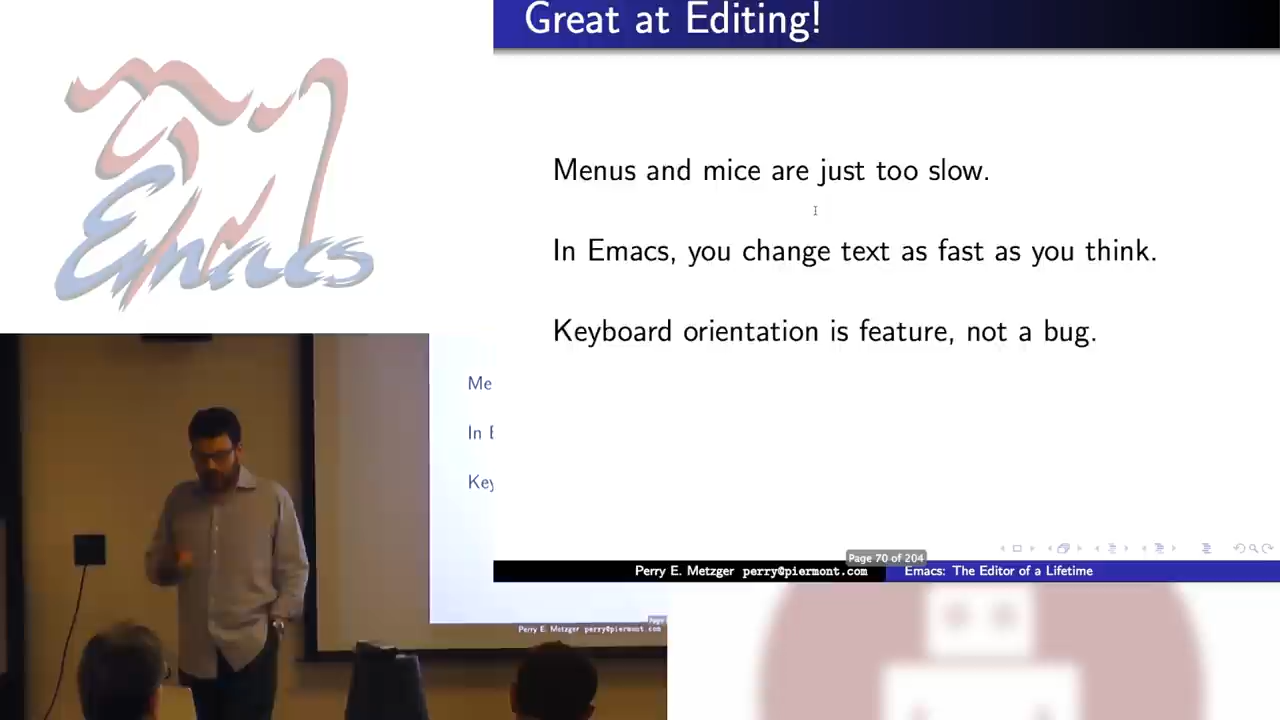 Great at Editing!
Emacs
Menus and mice are just too slow.
In Emacs, you change text as fast as you think.
Keyboard orientation is feature, not a bug.
Me
In E
Key
Page 70 of 204
Perry E. Metzger perry@piermont.com Emacs: The Editor of a Lifetime
Page
Perry E. Metzger perry@piermont.com